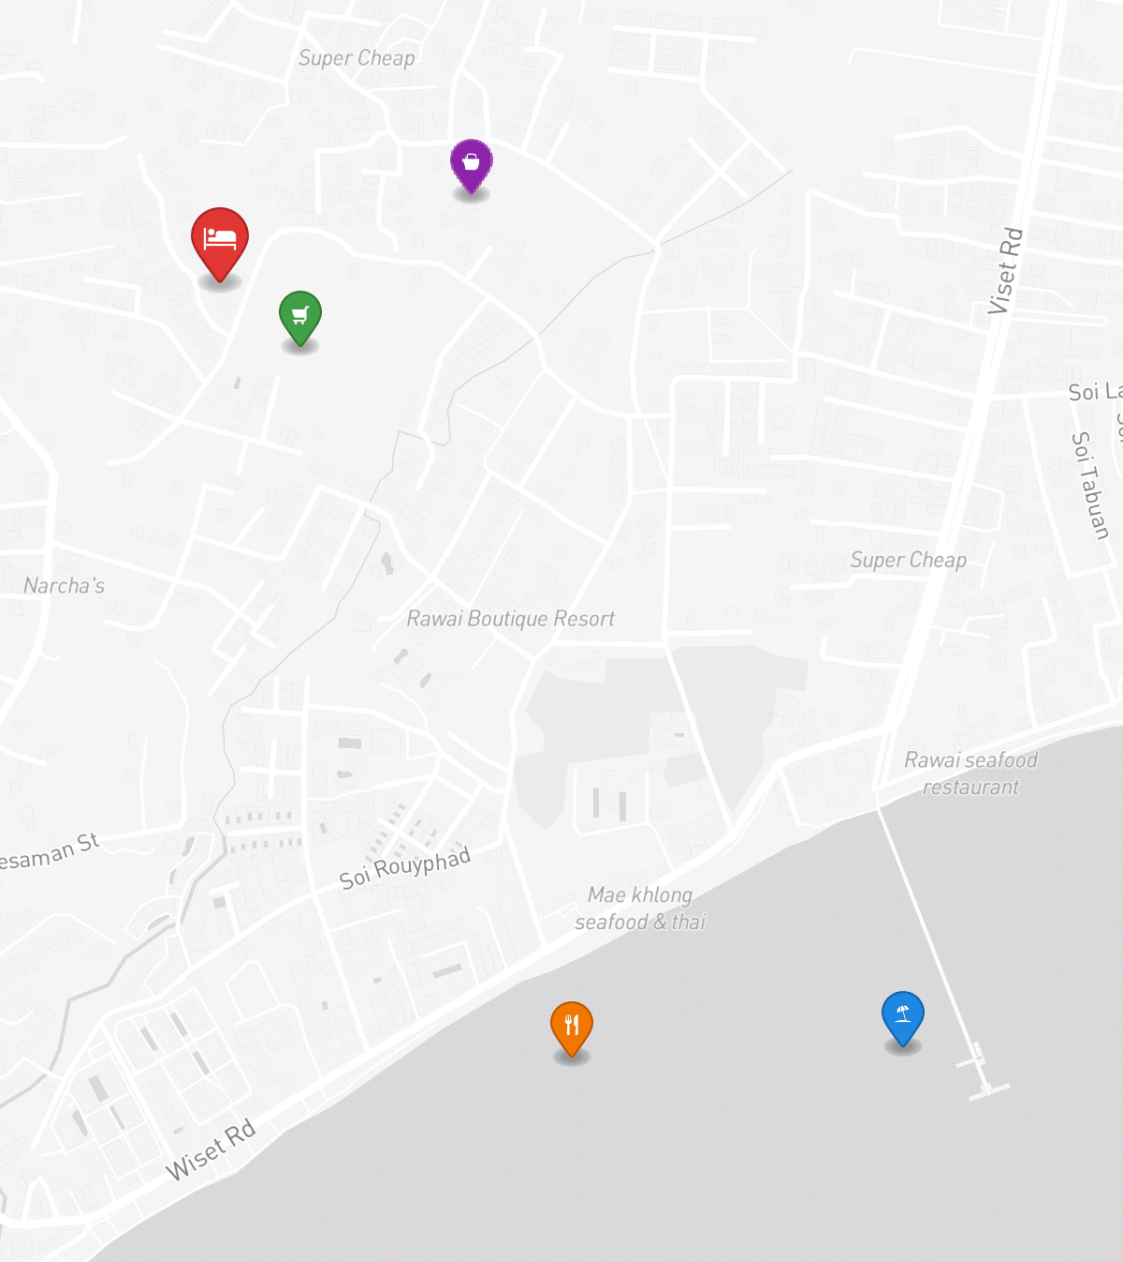 Super Cheap
Viset Rd
Soi La
Soi Tabuan
Super Cheap
Narcha's
Rawai Boutique Resort
Rawai seafood
restaurant
esaman St
Soi Rouyphad
Mae khlong
seafood & thai
Wiset Rd